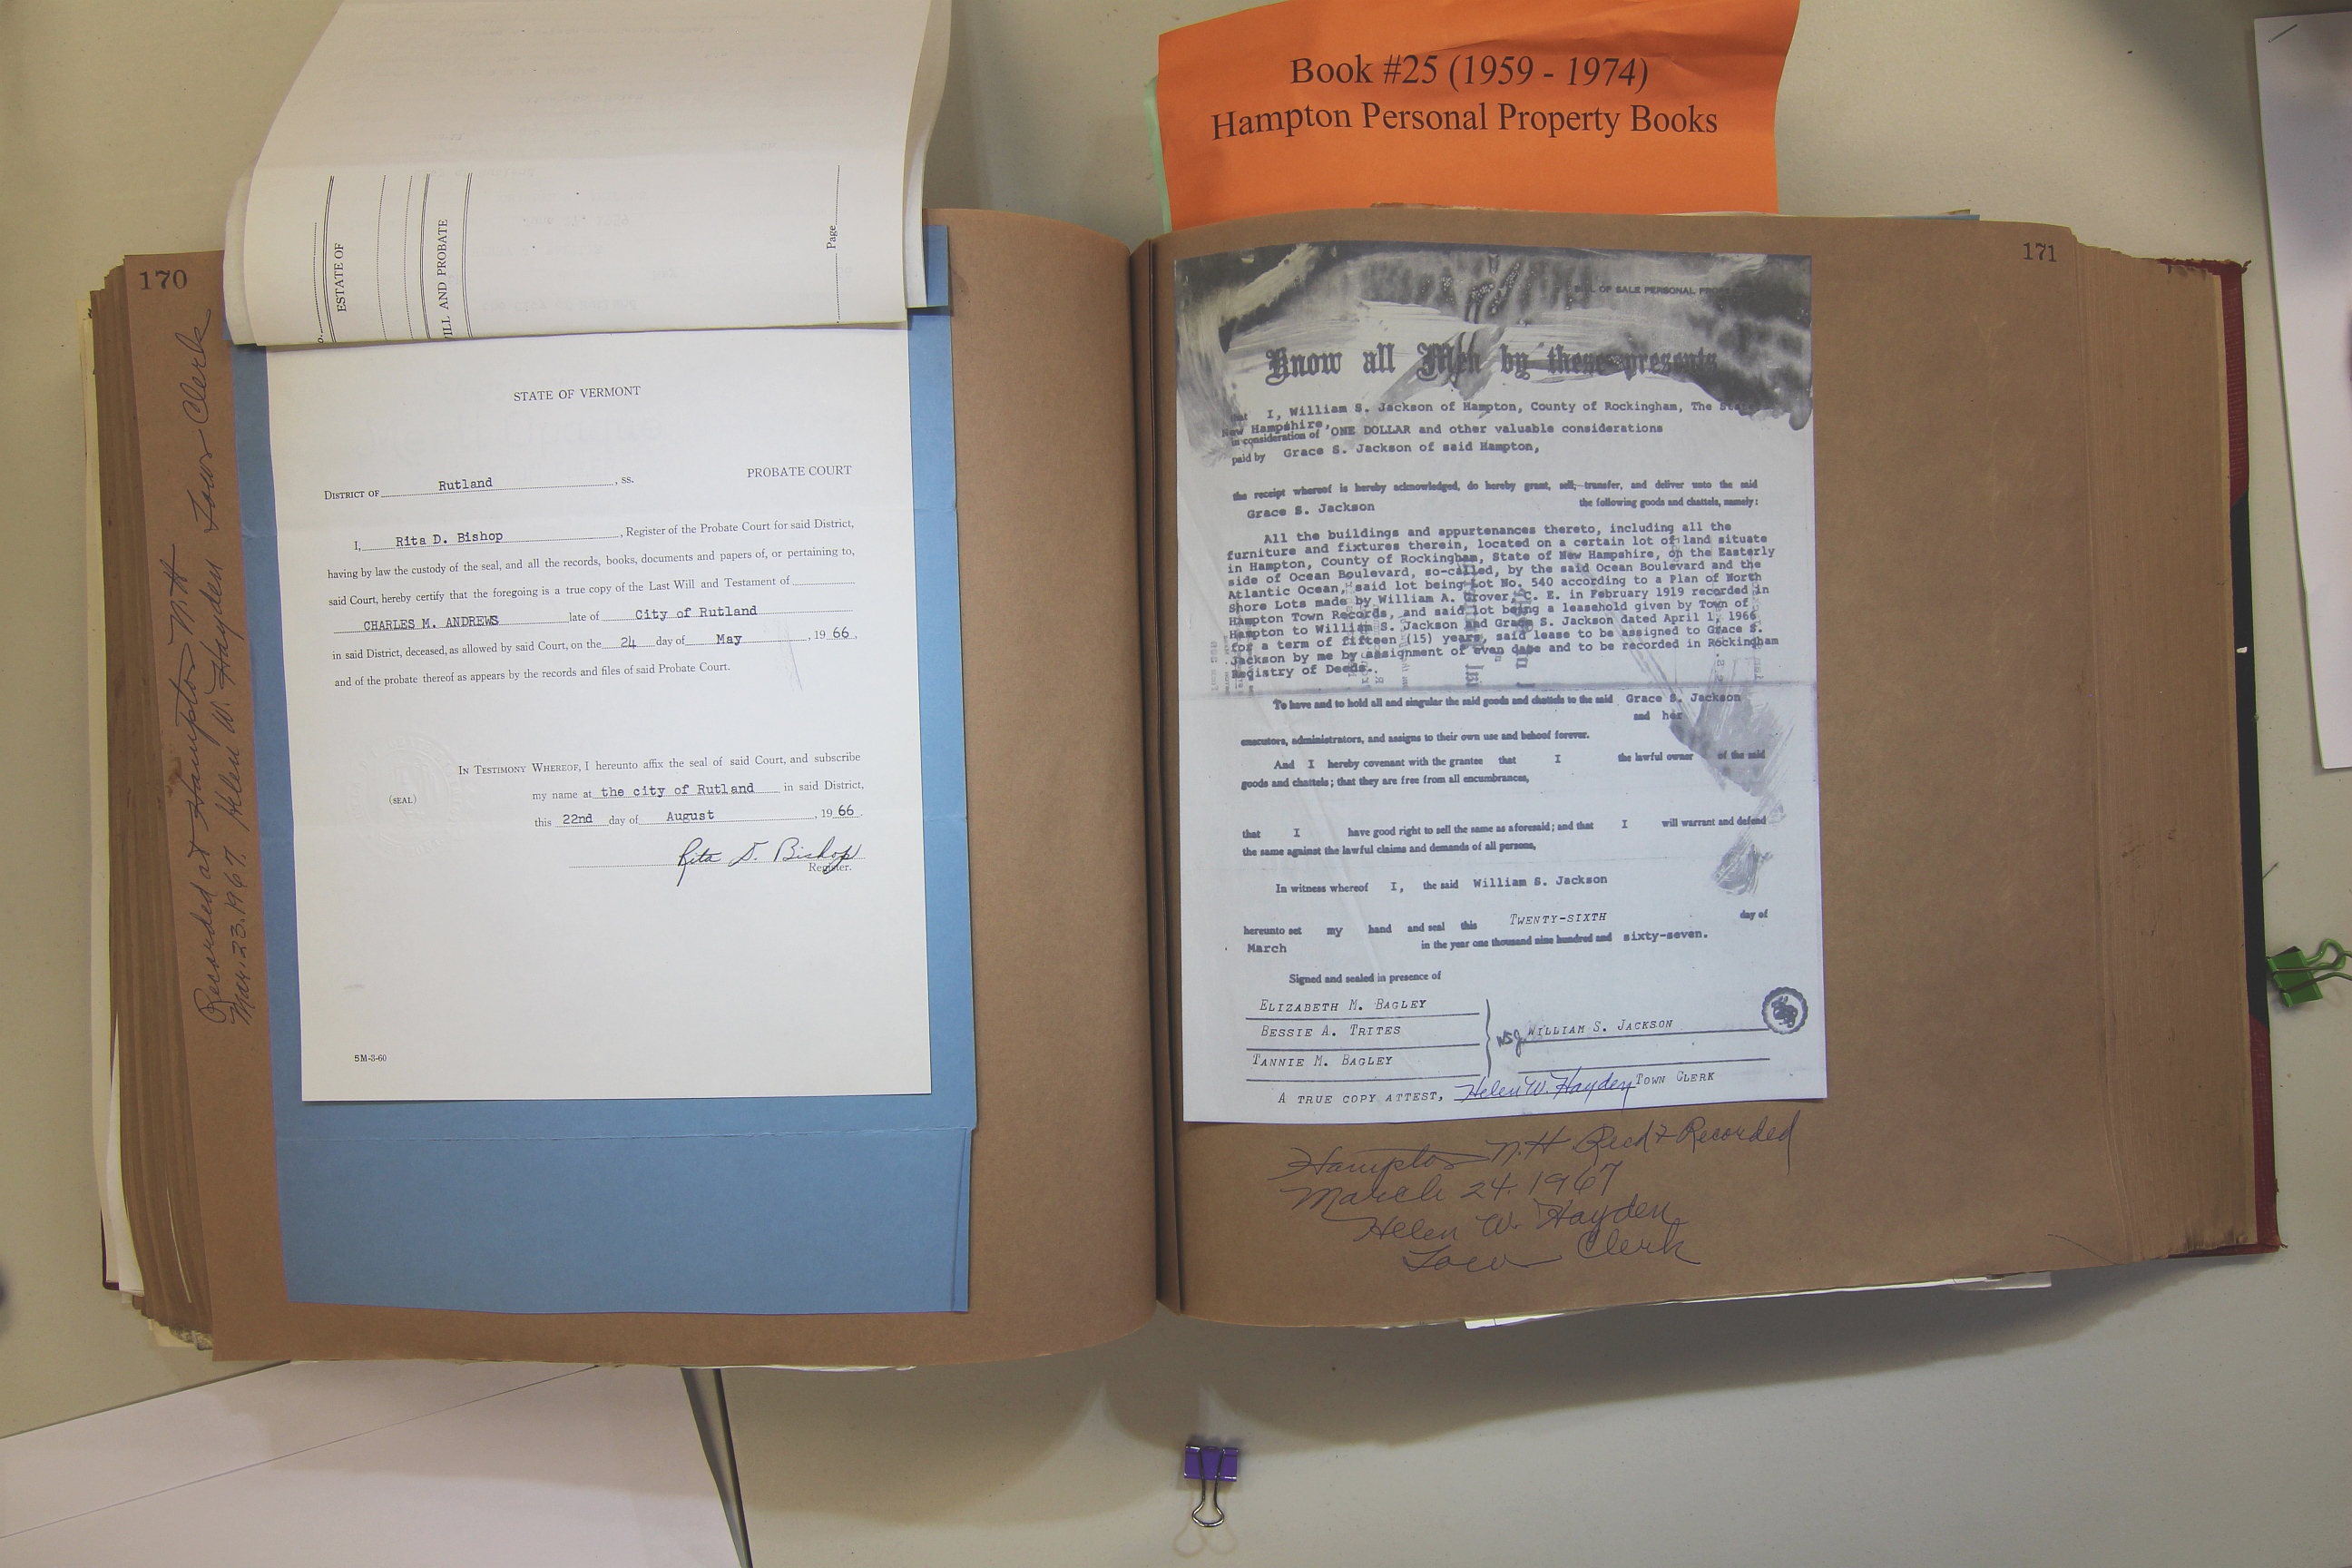 Book #25 (1959 - 1974)
Hampton Personal Property Books
170
Recorded at Hampton N.H
Mar. 23. 1967. Helen W. Hayden Town Clerk
ESTATE OF
ILL AND PROBATE
Page
STATE OF VERMONT
PROBATE COURT
DISTRICT OF Rutland , ss.
I, Rita D. Bishop , Register of the Probate Court for said District,
having by law the custody of the seal, and all the records, books, documents and papers of, or pertaining to,
said Court, hereby certify that the foregoing is a true copy of the Last Will and Testament of
CHARLES M. ANDREWS late of City of Rutland
in said District, deceased, as allowed by said Court, on the 24 day of May , 19 66 ,
and of the probate thereof as appears by the records and files of said Probate Court.
IN TESTIMONY WHEREOF, I hereunto affix the seal of said Court, and subscribe
(SEAL) my name at the city of Rutland in said District,
this 22nd day of August , 19 66 .
Rita D. Bishop
Register.
5M-8-60
171
BILL OF SALE PERSONAL
Know all Men by these presents
that I, William S. Jackson of Hampton, County of Rockingham, The State
New Hampshire,
in consideration of ONE DOLLAR and other valuable considerations
paid by Grace S. Jackson of said Hampton,
the receipt whereof is hereby acknowledged, do hereby grant, sell, transfer, and deliver unto the said
Grace S. Jackson the following goods and chattels, namely:
All the buildings and appurtenances thereto, including all the
furniture and fixtures therein, located on a certain lot of land situate
in Hampton, County of Rockingham, State of New Hampshire, on the Easterly
side of Ocean Boulevard, so-called, by the said Ocean Boulevard and the
Atlantic Ocean, said lot being Lot No. 540 according to a Plan of North
Shore Lots made by William A. Grover, C. E. in February 1919 recorded in
Hampton Town Records, and said lot being a leasehold given by Town of
Hampton to William S. Jackson and Grace S. Jackson dated April 1, 1966
for a term of fifteen (15) years, said lease to be assigned to Grace S.
Jackson by me by assignment of even date and to be recorded in Rockingham
Registry of Deeds.
To have and to hold all and singular the said goods and chattels to the said Grace S. Jackson
and her
executors, administrators, and assigns to their own use and behoof forever.
And I hereby covenant with the grantee that I the lawful owner of the said
goods and chattels; that they are free from all encumbrances,
that I have good right to sell the same as aforesaid; and that I will warrant and defend
the same against the lawful claims and demands of all persons,
In witness whereof I, the said William S. Jackson
hereunto set my hand and seal this TWENTY-SIXTH day of
March in the year one thousand nine hundred and sixty-seven.
Signed and sealed in presence of
ELIZABETH M. BAGLEY
BESSIE A. TRITES
WSJ WILLIAM S. JACKSON
TANNIE M. BAGLEY
A TRUE COPY ATTEST, Helen W. Hayden TOWN CLERK
Hampton N.H Recd & Recorded
March 24. 1967
Helen W. Hayden
Town Clerk